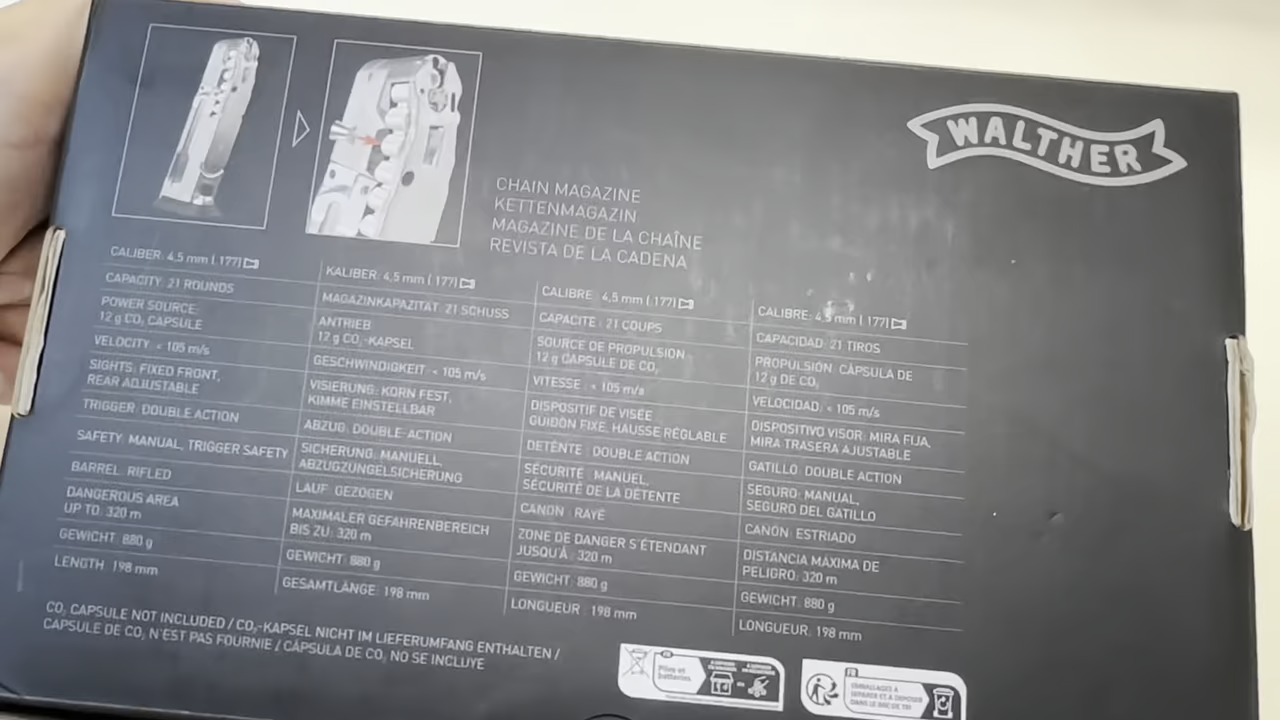 WALTHER
CHAIN MAGAZINE
KETTENMAGAZIN
MAGAZINE DE LA CHAÎNE
REVISTA DE LA CADENA
CALIBER: 4,5 mm (.177)
CAPACITY: 21 ROUNDS
POWER SOURCE:
12 g CO₂ CAPSULE
VELOCITY: < 105 m/s
SIGHTS: FIXED FRONT,
REAR ADJUSTABLE
TRIGGER: DOUBLE ACTION
SAFETY: MANUAL, TRIGGER SAFETY
BARREL: RIFLED
DANGEROUS AREA
UP TO: 320 m
GEWICHT: 880 g
LENGTH: 198 mm
KALIBER: 4,5 mm (.177)
MAGAZINKAPAZITÄT: 21 SCHUSS
ANTRIEB:
12 g CO₂-KAPSEL
GESCHWINDIGKEIT: < 105 m/s
VISIERUNG: KORN FEST,
KIMME EINSTELLBAR
ABZUG: DOUBLE-ACTION
SICHERUNG: MANUELL,
ABZUGZÜNGELSICHERUNG
LAUF: GEZOGEN
MAXIMALER GEFAHRENBEREICH
BIS ZU: 320 m
GEWICHT: 880 g
GESAMTLÄNGE: 198 mm
CALIBRE : 4,5 mm (.177)
CAPACITÉ : 21 COUPS
SOURCE DE PROPULSION :
12 g CAPSULE DE CO₂
VITESSE : < 105 m/s
DISPOSITIF DE VISÉE :
GUIDON FIXE, HAUSSE RÉGLABLE
DÉTENTE : DOUBLE ACTION
SÉCURITÉ : MANUEL,
SÉCURITÉ DE LA DÉTENTE
CANON : RAYÉ
ZONE DE DANGER S'ÉTENDANT
JUSQU'À : 320 m
GEWICHT: 880 g
LONGUEUR : 198 mm
CALIBRE: 4,5 mm (.177)
CAPACIDAD: 21 TIROS
PROPULSIÓN: CÁPSULA DE
12 g DE CO₂
VELOCIDAD: < 105 m/s
DISPOSITIVO VISOR: MIRA FIJA,
MIRA TRASERA AJUSTABLE
GATILLO: DOUBLE ACTION
SEGURO: MANUAL,
SEGURO DEL GATILLO
CAÑÓN: ESTRIADO
DISTANCIA MÁXIMA DE
PELIGRO: 320 m
GEWICHT: 880 g
LONGUEUR: 198 mm
CO₂ CAPSULE NOT INCLUDED / CO₂-KAPSEL NICHT IM LIEFERUMFANG ENTHALTEN /
CAPSULE DE CO₂ N'EST PAS FOURNIE / CÁPSULA DE CO₂ NO SE INCLUYE
FR
Piles et
batteries
FR